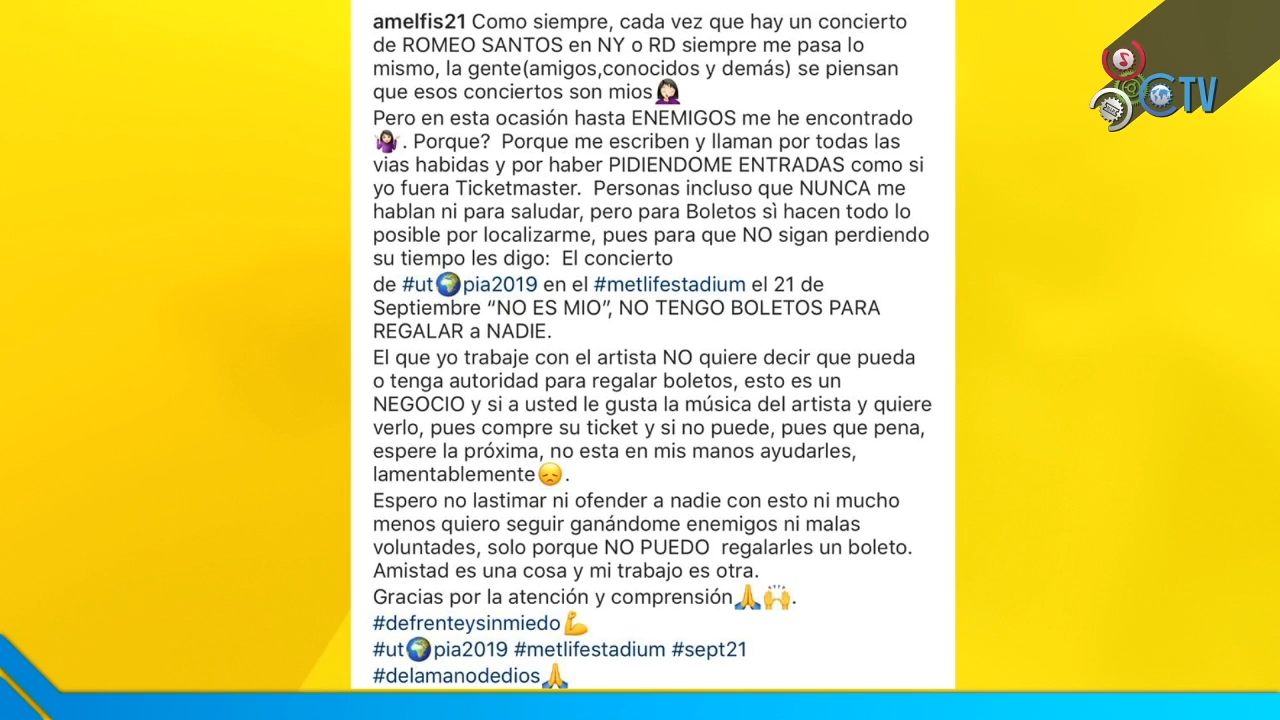 amelfis21 Como siempre, cada vez que hay un concierto
de ROMEO SANTOS en NY o RD siempre me pasa lo
mismo, la gente(amigos,conocidos y demás) se piensan
que esos conciertos son mios🤦🏻‍♀️
Pero en esta ocasión hasta ENEMIGOS me he encontrado
🤷🏻‍♀️. Porque?  Porque me escriben y llaman por todas las
vias habidas y por haber PIDIENDOME ENTRADAS como si
yo fuera Ticketmaster.  Personas incluso que NUNCA me
hablan ni para saludar, pero para Boletos sì hacen todo lo
posible por localizarme, pues para que NO sigan perdiendo
su tiempo les digo:  El concierto
de #ut🌍pia2019 en el #metlifestadium el 21 de
Septiembre “NO ES MIO”, NO TENGO BOLETOS PARA
REGALAR a NADIE.
El que yo trabaje con el artista NO quiere decir que pueda
o tenga autoridad para regalar boletos, esto es un
NEGOCIO y si a usted le gusta la música del artista y quiere
verlo, pues compre su ticket y si no puede, pues que pena,
espere la próxima, no esta en mis manos ayudarles,
lamentablemente😞.
Espero no lastimar ni ofender a nadie con esto ni mucho
menos quiero seguir ganándome enemigos ni malas
voluntades, solo porque NO PUEDO  regalarles un boleto.
Amistad es una cosa y mi trabajo es otra.
Gracias por la atención y comprensión🙏🙌.
#defrenteysinmiedo💪
#ut🌍pia2019 #metlifestadium #sept21
#delamanodedios🙏
CTV